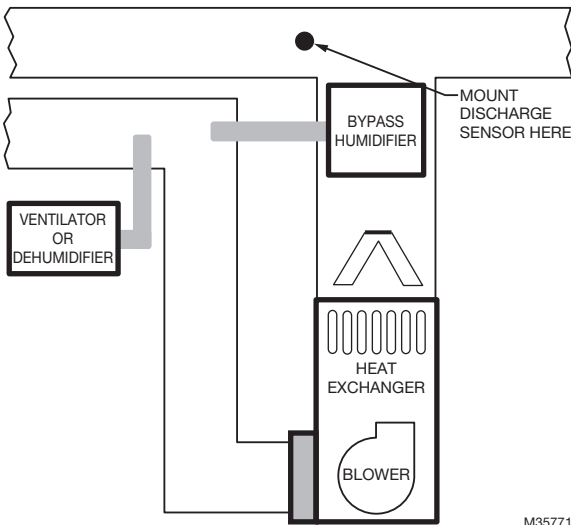 MOUNT
DISCHARGE
SENSOR HERE
BYPASS
HUMIDIFIER
VENTILATOR
OR
DEHUMIDIFIER
HEAT
EXCHANGER
BLOWER
M35771